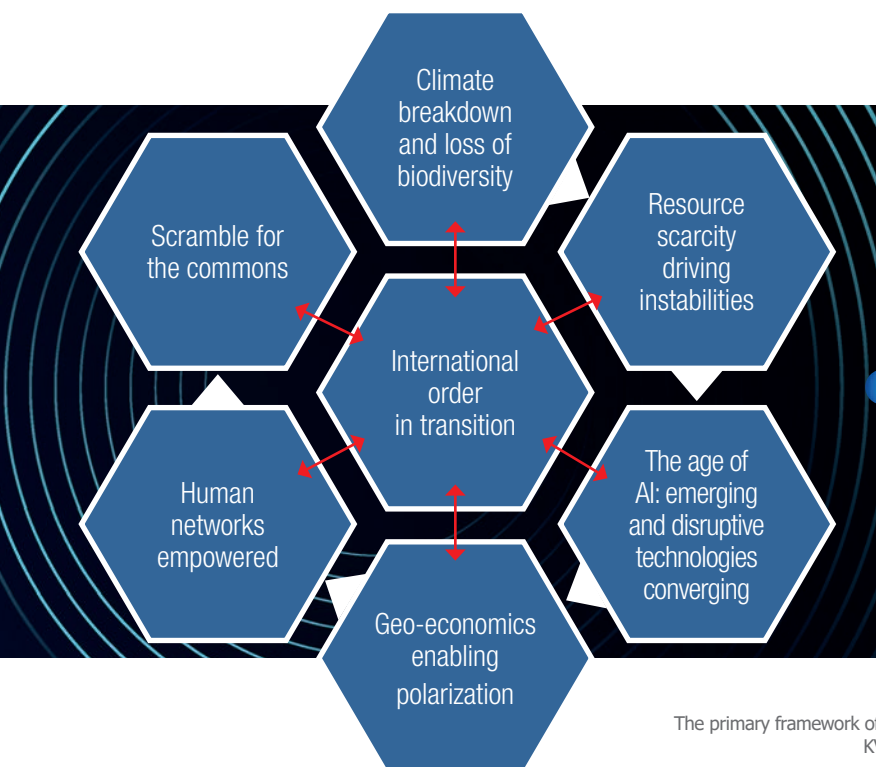 Climate
breakdown
and loss of
biodiversity
Scramble for
the commons
Resource
scarcity
driving
instabilities
International
order
in transition
Human
networks
empowered
The age of
AI: emerging
and disruptive
technologies
converging
Geo-economics
enabling
polarization
The primary framework of